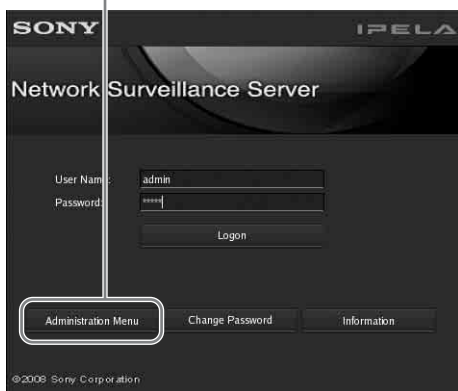 SONY
IPELA
Network Surveillance Server
User Name: admin
Password: *****
Logon
Administration Menu Change Password Information
©2008 Sony Corporation